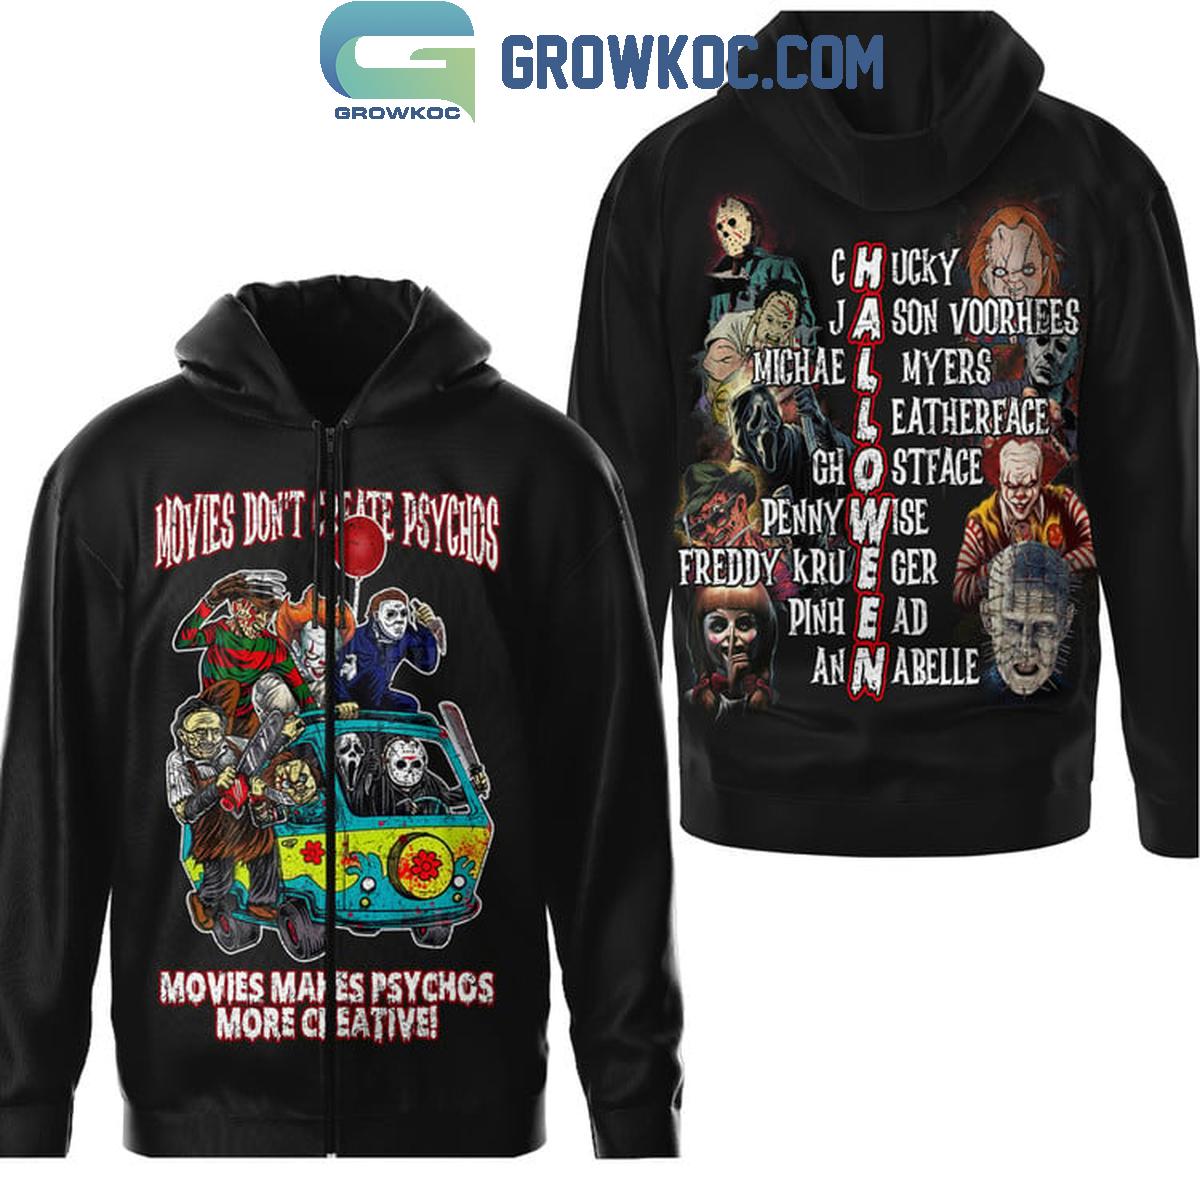 GROWKOC
GROWKOC.COM
MOVIES DON'T CREATE PSYCHOS
MOVIES MAKES PSYCHOS
MORE CREATIVE!
CHUCKY
JASON VOORHEES
MICHAEL MYERS
LEATHERFACE
GHOSTFACE
PENNYWISE
FREDDY KRUEGER
PINHEAD
ANNABELLE